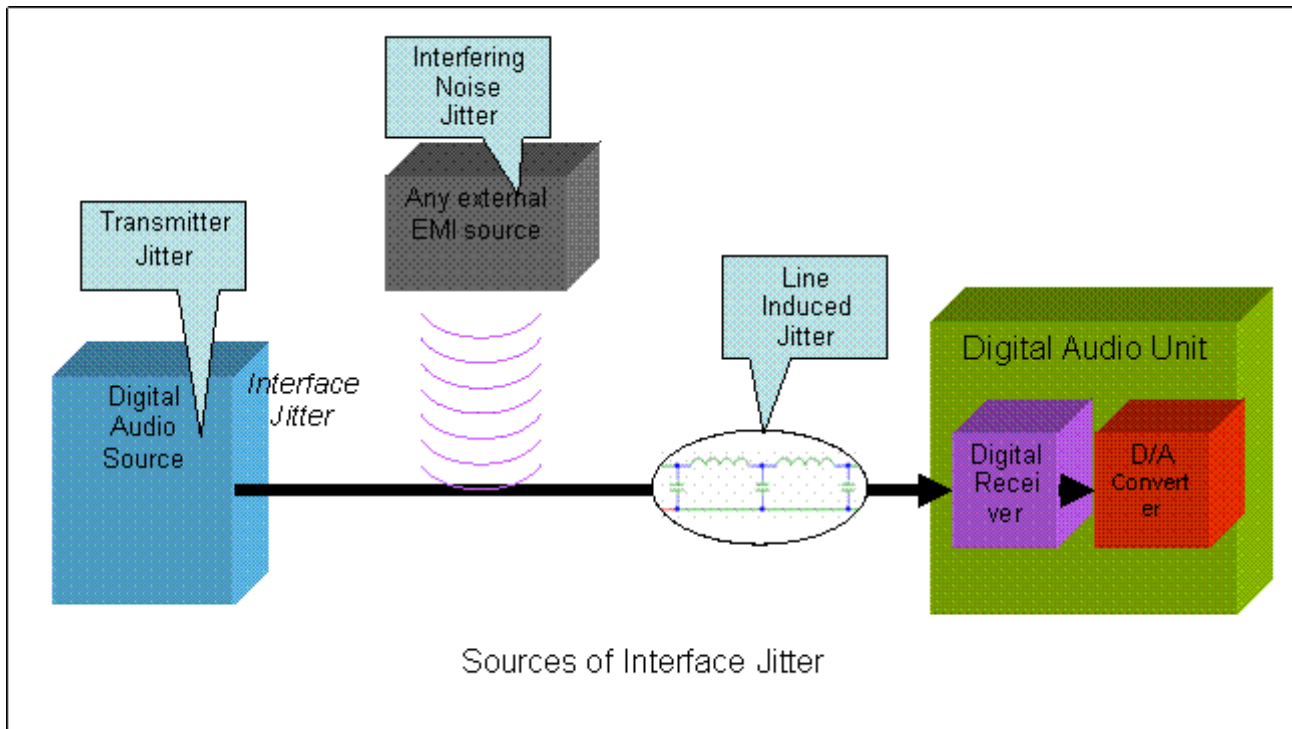 Interfering
Noise
Jitter
Any external
EMI source
Transmitter
Jitter
Line
Induced
Jitter
Digital Audio Unit
Digital
Audio
Source
Interface
Jitter
Digital
Recei
ver
D/A
Convert
er
Sources of Interface Jitter